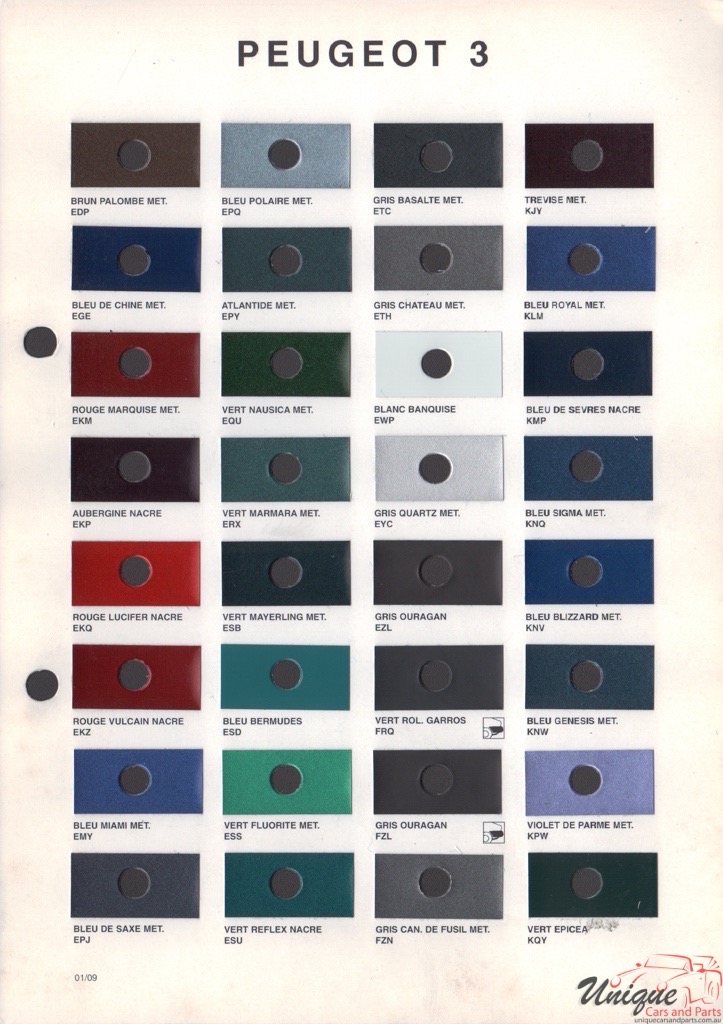 PEUGEOT 3
BRUN PALOMBE MET.
EDP
BLEU POLAIRE MET.
EPQ
GRIS BASALTE MET.
ETC
TREVISE MET.
KJY
BLEU DE CHINE MET.
EGE
ATLANTIDE MET.
EPY
GRIS CHATEAU MET.
ETH
BLEU ROYAL MET.
KLM
ROUGE MARQUISE MET.
EKM
VERT NAUSICA MET.
EQU
BLANC BANQUISE
EWP
BLEU DE SEVRES NACRE
KMP
AUBERGINE NACRE
EKP
VERT MARMARA MET.
ERX
GRIS QUARTZ MET.
EYC
BLEU SIGMA MET.
KNQ
ROUGE LUCIFER NACRE
EKQ
VERT MAYERLING MET.
ESB
GRIS OURAGAN
EZL
BLEU BLIZZARD MET.
KNV
ROUGE VULCAIN NACRE
EKZ
BLEU BERMUDES
ESD
VERT ROL. GARROS
FRQ
BLEU GENESIS MET.
KNW
BLEU MIAMI MET.
EMY
VERT FLUORITE MET.
ESS
GRIS OURAGAN
FZL
VIOLET DE PARME MET.
KPW
BLEU DE SAXE MET.
EPJ
VERT REFLEX NACRE
ESU
GRIS CAN. DE FUSIL MET.
FZN
VERT EPICEA
KQY
01/09
Unique
Cars and Parts
uniquecarsandparts.com.au